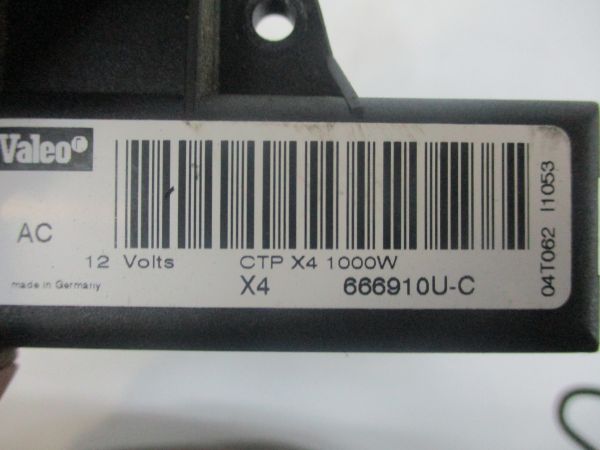 Valeo
AC
12 Volts CTP X4 1000W
made in Germany X4 666910U-C
04T062 I1053